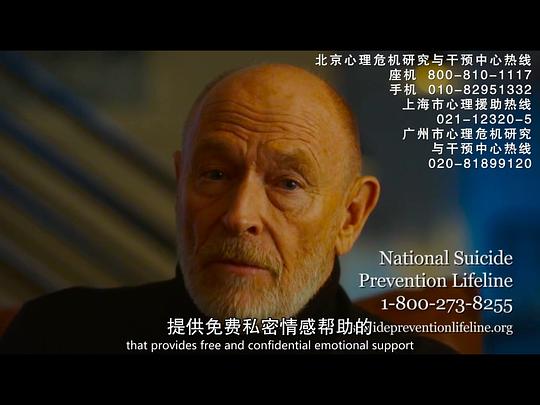 北京心理危机研究与干预中心热线
座机 800-810-1117
手机 010-82951332
上海市心理援助热线
021-12320-5
广州市心理危机研究
与干预中心热线
020-81899120
National Suicide
Prevention Lifeline
1-800-273-8255
idepreventionlifeline.org
提供免费私密情感帮助的
that provides free and confidential emotional support